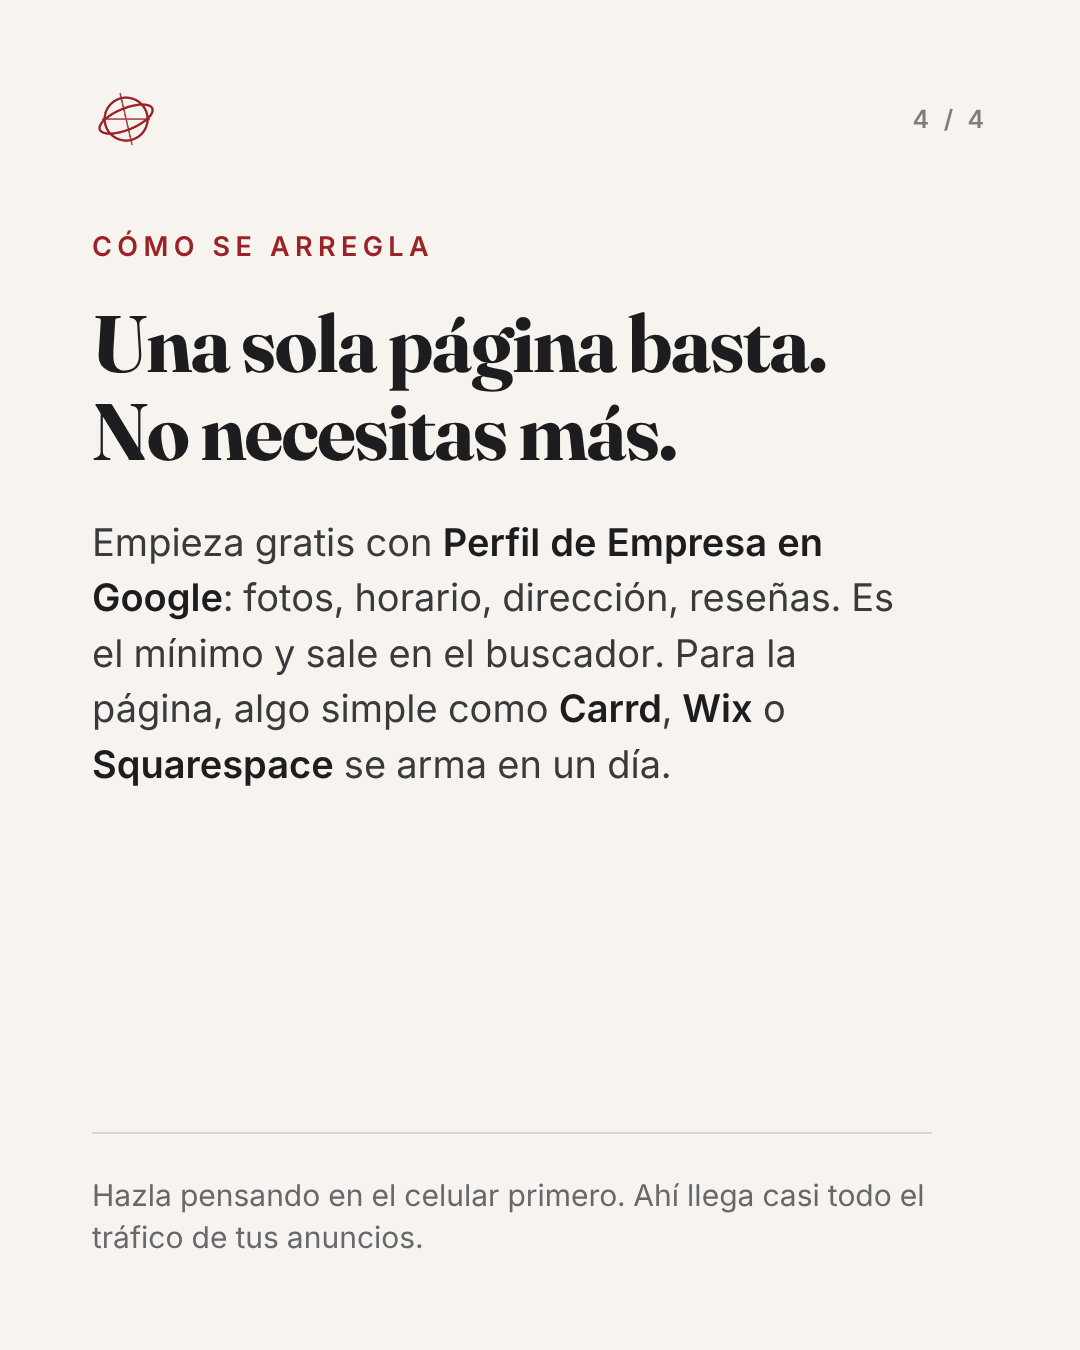 4 / 4
CÓMO SE ARREGLA
Una sola página basta.
No necesitas más.
Empieza gratis con Perfil de Empresa en
Google: fotos, horario, dirección, reseñas. Es
el mínimo y sale en el buscador. Para la
página, algo simple como Carrd, Wix o
Squarespace se arma en un día.
Hazla pensando en el celular primero. Ahí llega casi todo el
tráfico de tus anuncios.